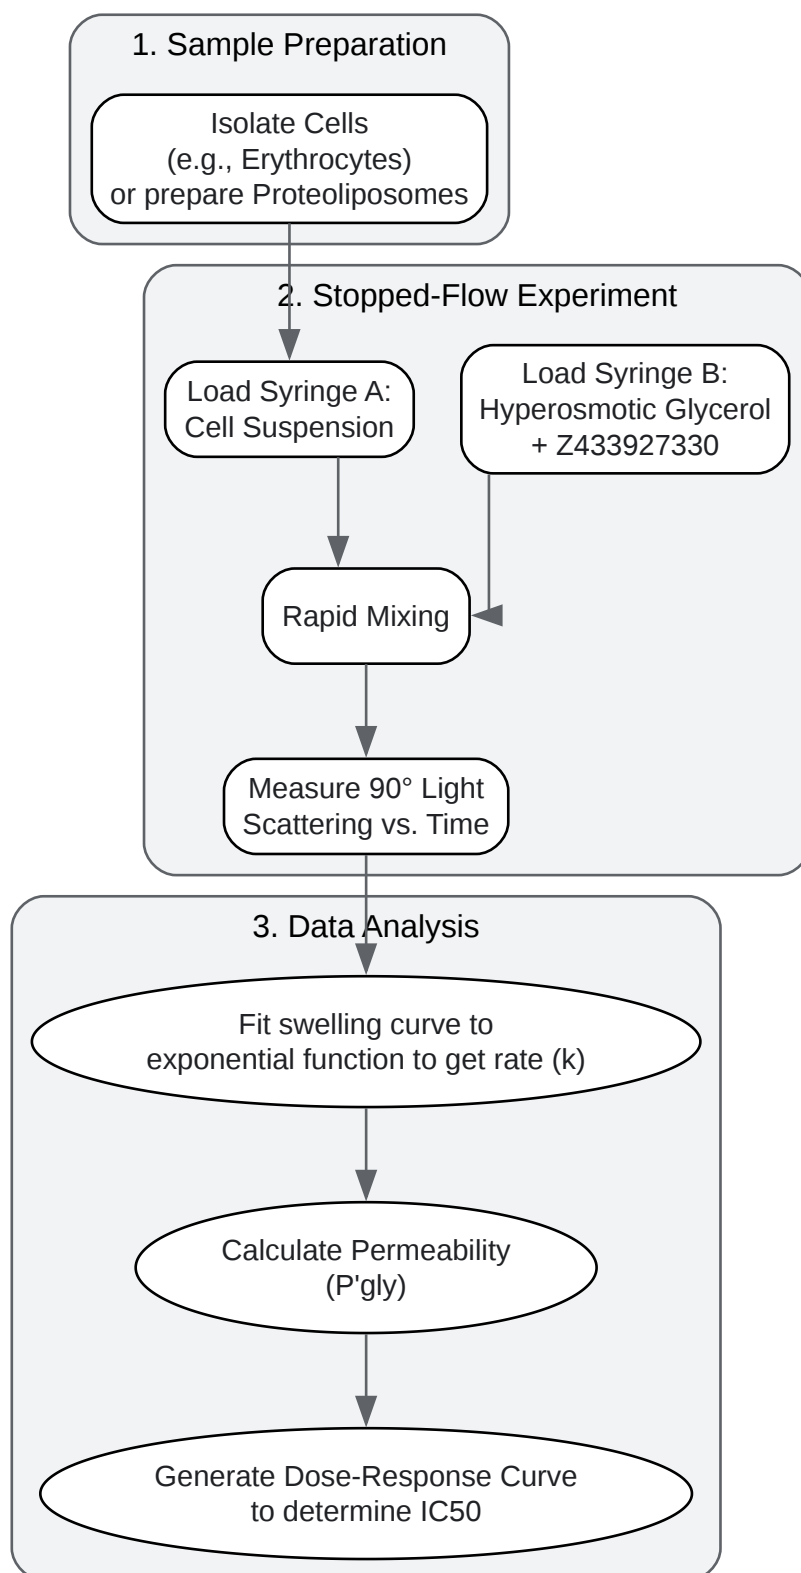 1. Sample Preparation
Isolate Cells
(e.g., Erythrocytes)
or prepare Proteoliposomes
2. Stopped-Flow Experiment
Load Syringe A:
Cell Suspension
Load Syringe B:
Hyperosmotic Glycerol
+ Z433927330
Rapid Mixing
Measure 90° Light
Scattering vs. Time
3. Data Analysis
Fit swelling curve to
exponential function to get rate (k)
Calculate Permeability
(P'gly)
Generate Dose-Response Curve
to determine IC50